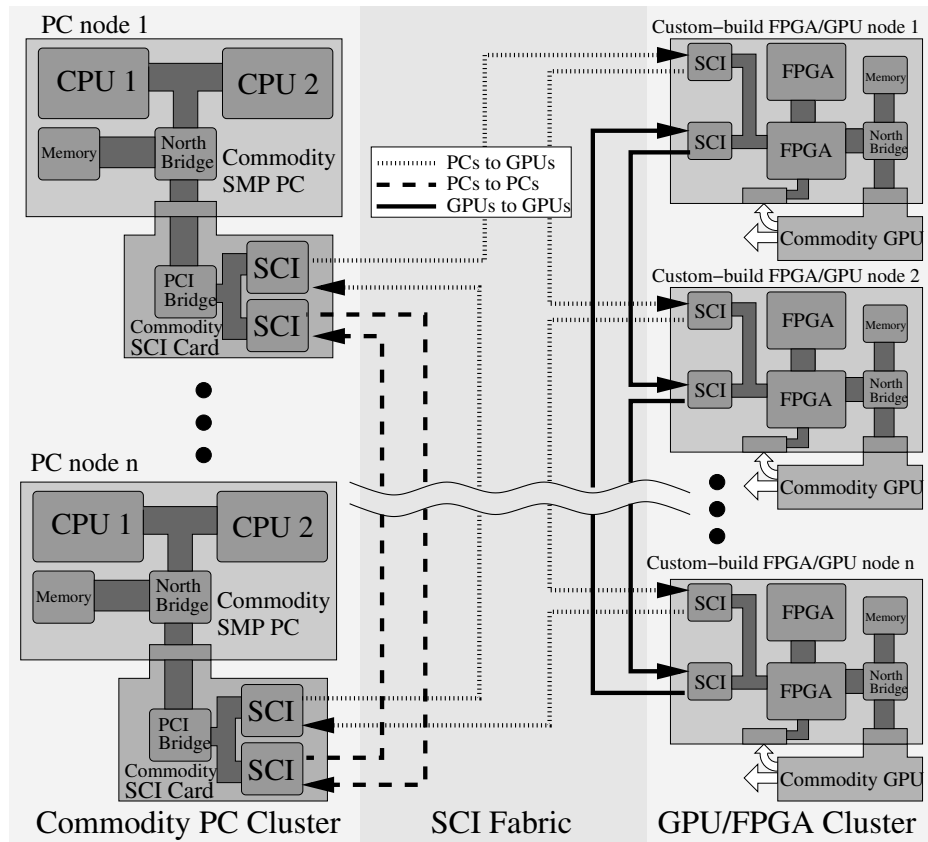 PC node 1
CPU 1
CPU 2
Memory
North
Bridge
Commodity
SMP PC
PCI
Bridge
SCI
SCI
Commodity
SCI Card
PC node n
CPU 1
CPU 2
Memory
North
Bridge
Commodity
SMP PC
PCI
Bridge
SCI
SCI
Commodity
SCI Card
Commodity PC Cluster
PCs to GPUs
PCs to PCs
GPUs to GPUs
SCI Fabric
Custom−build FPGA/GPU node 1
SCI
FPGA
Memory
SCI
FPGA
North
Bridge
Commodity GPU
Custom−build FPGA/GPU node 2
SCI
FPGA
Memory
SCI
FPGA
North
Bridge
Commodity GPU
Custom−build FPGA/GPU node n
SCI
FPGA
Memory
SCI
FPGA
North
Bridge
Commodity GPU
GPU/FPGA Cluster